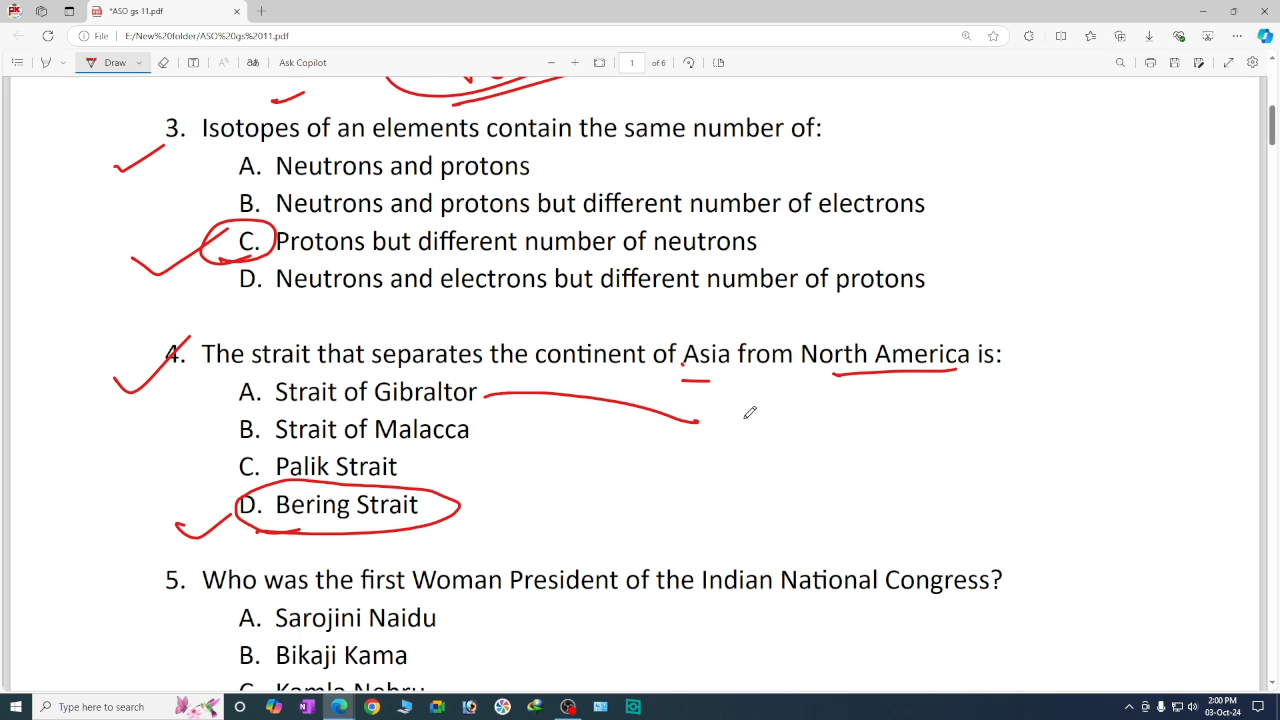 *ASO gs 11.pdf
File E:/New%20folder/ASO%20gs%2011.pdf
Draw Ask Copilot 1 of 6
3. Isotopes of an elements contain the same number of:
A. Neutrons and protons
B. Neutrons and protons but different number of electrons
C. Protons but different number of neutrons
D. Neutrons and electrons but different number of protons
4. The strait that separates the continent of Asia from North America is:
A. Strait of Gibraltor
B. Strait of Malacca
C. Palik Strait
D. Bering Strait
5. Who was the first Woman President of the Indian National Congress?
A. Sarojini Naidu
B. Bikaji Kama
C. Kamla Nehru
Type here to search
2:00 PM
03-Oct-24